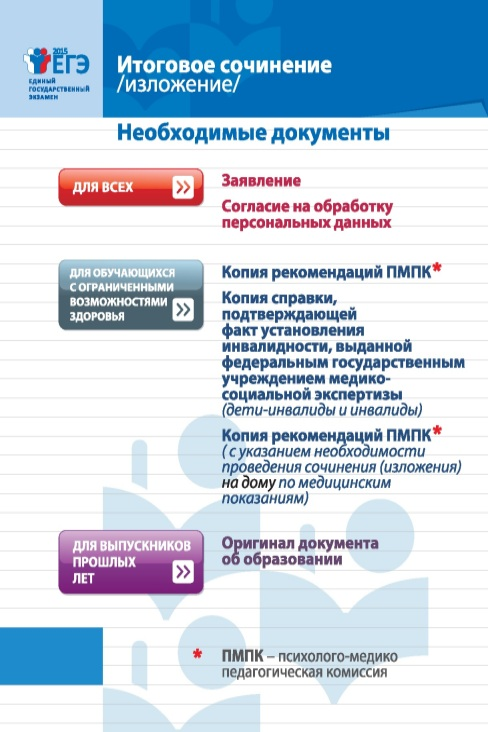 2015
ЕГЭ
ЕДИНЫЙ
ГОСУДАРСТВЕННЫЙ
ЭКЗАМЕН
Итоговое сочинение
/изложение/
Необходимые документы
ДЛЯ ВСЕХ
Заявление
Согласие на обработку
персональных данных
ДЛЯ ОБУЧАЮЩИХСЯ
С ОГРАНИЧЕННЫМИ
ВОЗМОЖНОСТЯМИ
ЗДОРОВЬЯ
Копия рекомендаций ПМПК*
Копия справки,
подтверждающей
факт установления
инвалидности, выданной
федеральным государственным
учреждением медико-
социальной экспертизы
(дети-инвалиды и инвалиды)
Копия рекомендаций ПМПК*
( с указанием необходимости
проведения сочинения (изложения)
на дому по медицинским
показаниям)
ДЛЯ ВЫПУСКНИКОВ
ПРОШЛЫХ
ЛЕТ
Оригинал документа
об образовании
* ПМПК – психолого-медико
педагогическая комиссия